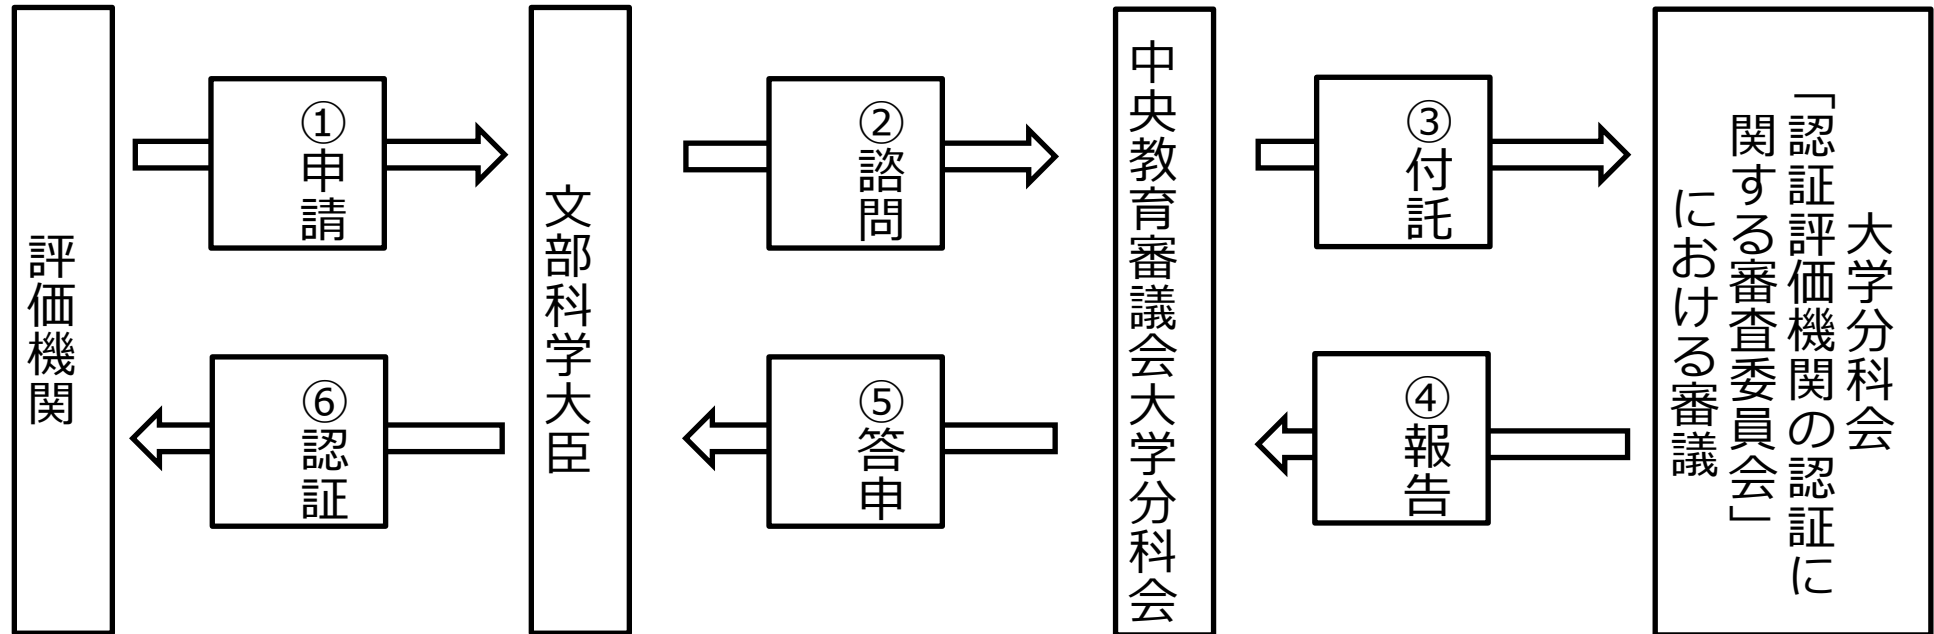 評価機関
①申請
⑥認証
文部科学大臣
②諮問
⑤答申
中央教育審議会大学分科会
③付託
④報告
大学分科会
「認証評価機関の認証に
関する審査委員会」
における審議